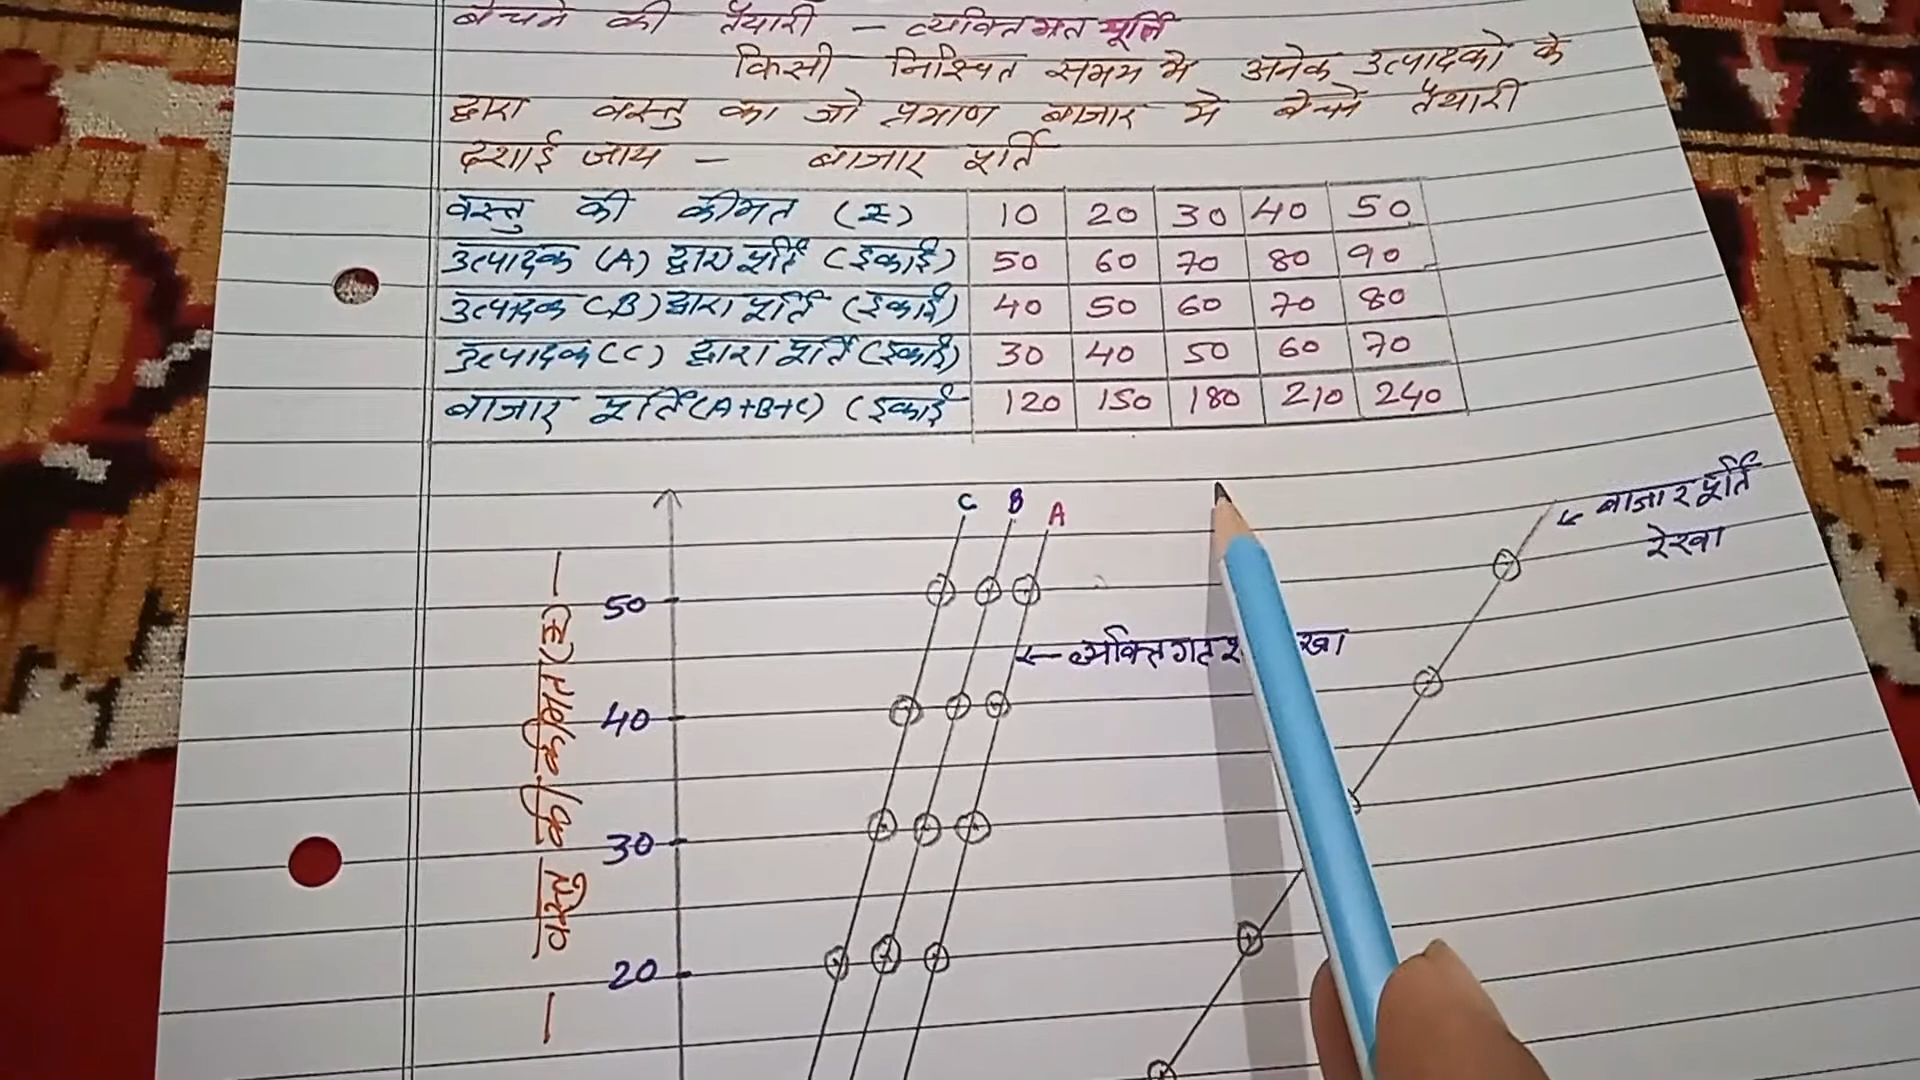 बेचने की तैयारी – व्यक्तिगत पूर्ति
किसी निश्चित समय मे अनेक उत्पादको के
द्वारा वस्तु का जो प्रमाण बाजार मे बेचने तैयारी
दर्शाई जाय – बाजार पूर्ति
वस्तु की कीमत (रु) 10 20 30 40 50
उत्पादक (A) द्वारा पूर्ति (इकाई) 50 60 70 80 90
उत्पादक (B) द्वारा पूर्ति (इकाई) 40 50 60 70 80
उत्पादक (C) द्वारा पूर्ति (इकाई) 30 40 50 60 70
बाजार पूर्ति (A+B+C) (इकाई 120 150 180 210 240
C B A
← बाजार पूर्ति
रेखा
50
← व्यक्तिगत
40
30
20
— वस्तु की कीमत (रु) —